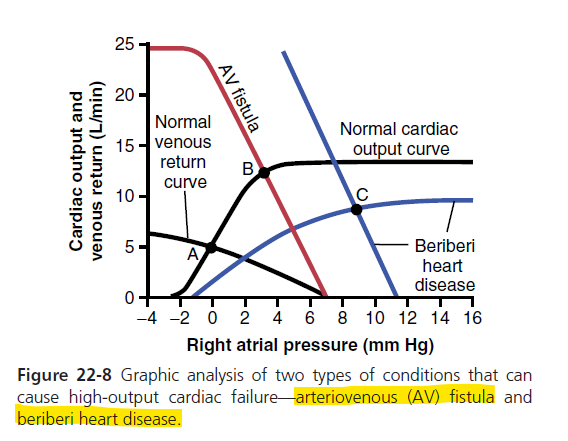 25
20
15
10
5
0
Cardiac output and
venous return (L/min)
AV fistula
Normal
venous
return
curve
Normal cardiac
output curve
A
B
C
Beriberi
heart
disease
–4 –2 0 2 4 6 8 10 12 14 16
Right atrial pressure (mm Hg)
Figure 22-8 Graphic analysis of two types of conditions that can
cause high-output cardiac failure—arteriovenous (AV) fistula and
beriberi heart disease.